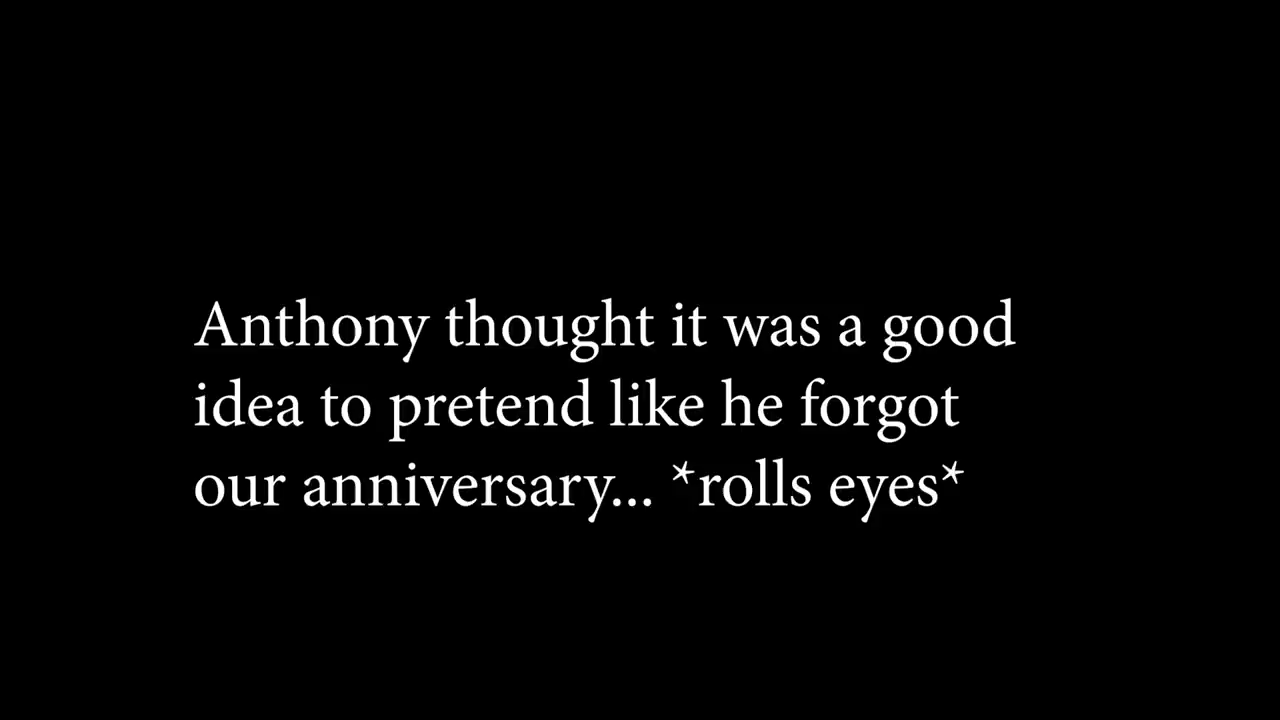 Anthony thought it was a good
idea to pretend like he forgot
our anniversary... *rolls eyes*